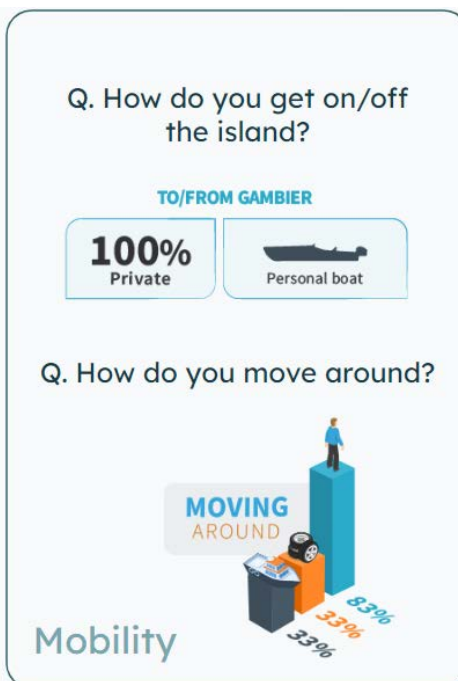 Q. How do you get on/off
the island?
TO/FROM GAMBIER
100%
Private
Personal boat
Q. How do you move around?
MOVING
AROUND
83%
33%
33%
Mobility